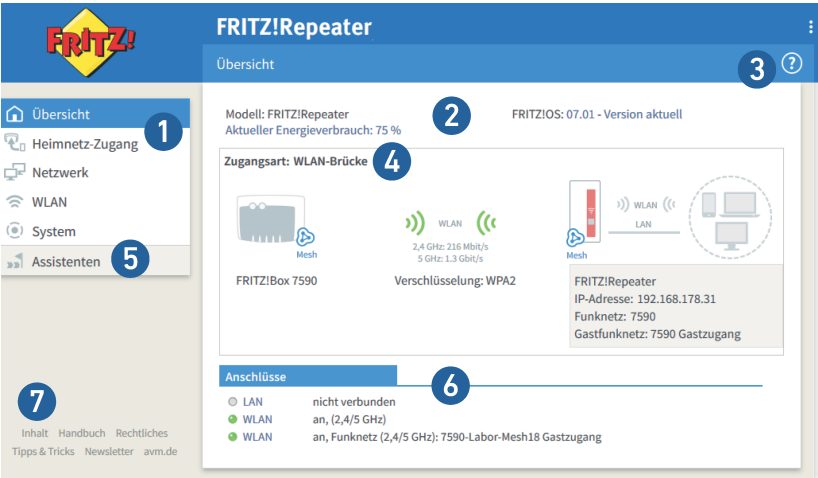 FRITZ!
FRITZ!Repeater
Übersicht
3
?
Übersicht
1
Heimnetz-Zugang
Netzwerk
WLAN
System
Assistenten
5
Modell: FRITZ!Repeater
Aktueller Energieverbrauch: 75 %
2
FRITZ!OS: 07.01 - Version aktuell
Zugangsart: WLAN-Brücke
4
Mesh
FRITZ!Box 7590
WLAN
2,4 GHz: 216 Mbit/s
5 GHz: 1.3 Gbit/s
Verschlüsselung: WPA2
Mesh
WLAN
LAN
FRITZ!Repeater
IP-Adresse: 192.168.178.31
Funknetz: 7590
Gastfunknetz: 7590 Gastzugang
Anschlüsse
6
LAN nicht verbunden
WLAN an, (2,4/5 GHz)
WLAN an, Funknetz (2,4/5 GHz): 7590-Labor-Mesh18 Gastzugang
7
Inhalt Handbuch Rechtliches
Tipps & Tricks Newsletter avm.de